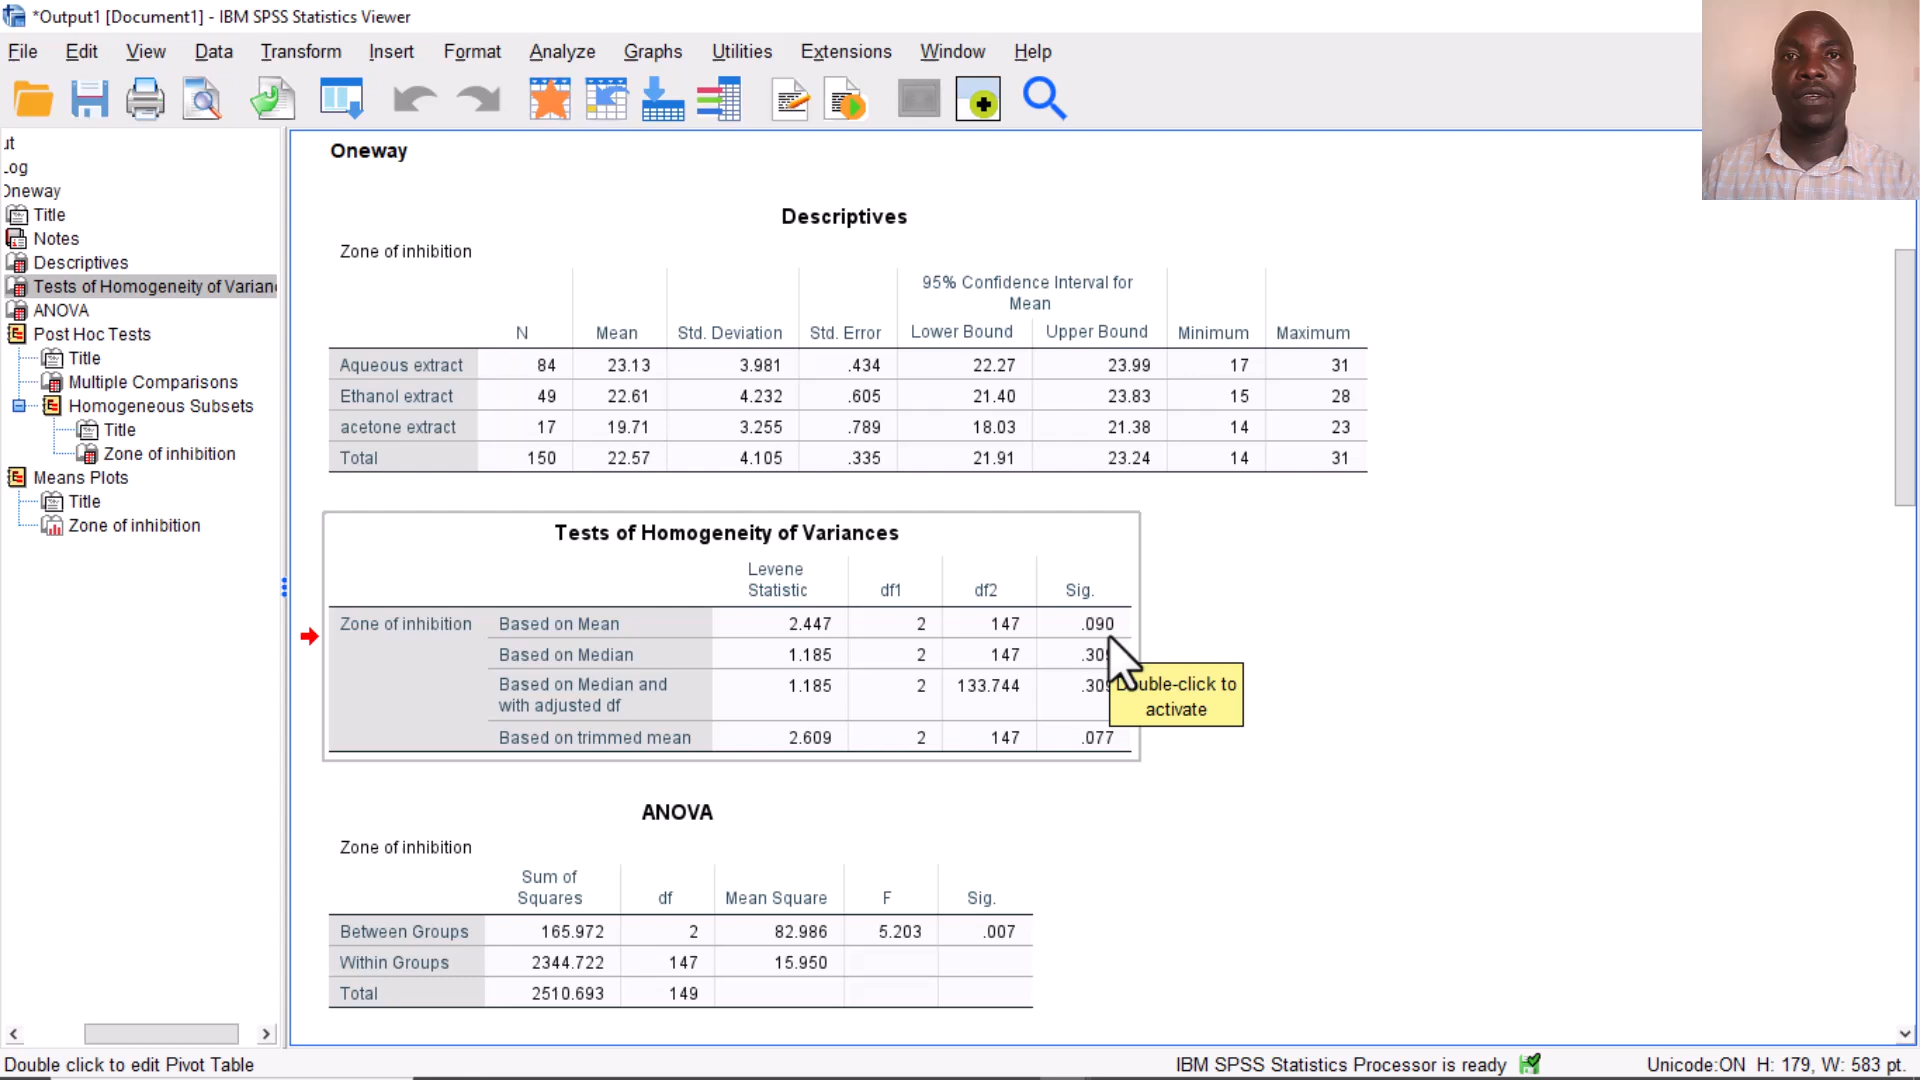 *Output1 [Document1] - IBM SPSS Statistics Viewer
File Edit View Data Transform Insert Format Analyze Graphs Utilities Extensions Window Help
Oneway
Title
Notes
Descriptives
Tests of Homogeneity of Varian
ANOVA
Post Hoc Tests
Title
Multiple Comparisons
Homogeneous Subsets
Title
Zone of inhibition
Means Plots
Title
Zone of inhibition
Oneway
Descriptives
Zone of inhibition
95% Confidence Interval for
Mean
N Mean Std. Deviation Std. Error Lower Bound Upper Bound Minimum Maximum
Aqueous extract 84 23.13 3.981 .434 22.27 23.99 17 31
Ethanol extract 49 22.61 4.232 .605 21.40 23.83 15 28
acetone extract 17 19.71 3.255 .789 18.03 21.38 14 23
Total 150 22.57 4.105 .335 21.91 23.24 14 31
Tests of Homogeneity of Variances
Levene
Statistic df1 df2 Sig.
Zone of inhibition Based on Mean 2.447 2 147 .090
Based on Median 1.185 2 147
Based on Median and
with adjusted df 1.185 2 133.744
Based on trimmed mean 2.609 2 147 .077
Double-click to
activate
ANOVA
Zone of inhibition
Sum of
Squares df Mean Square F Sig.
Between Groups 165.972 2 82.986 5.203 .007
Within Groups 2344.722 147 15.950
Total 2510.693 149
Double click to edit Pivot Table IBM SPSS Statistics Processor is ready Unicode:ON H: 179, W: 583 pt.